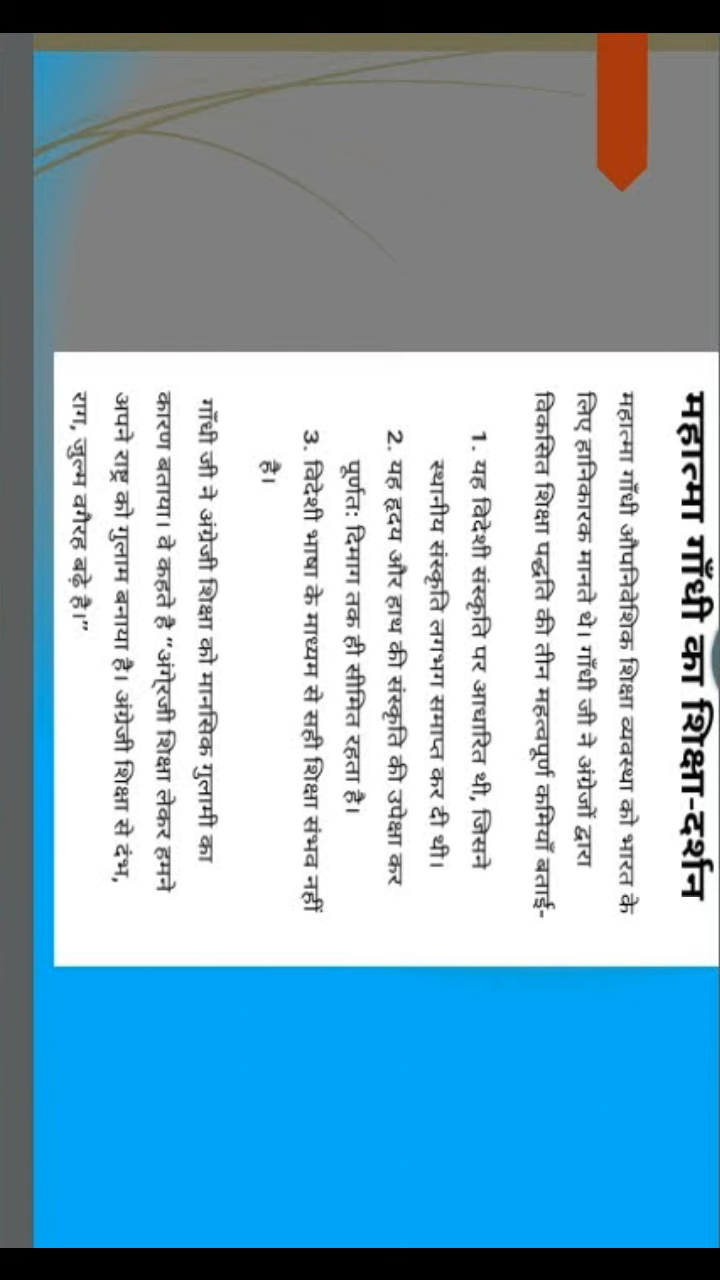 महात्मा गाँधी का शिक्षा-दर्शन
महात्मा गाँधी औपनिवेशिक शिक्षा व्यवस्था को भारत के
लिए हानिकारक मानते थे। गाँधी जी ने अंग्रेजों द्वारा
विकसित शिक्षा पद्धति की तीन महत्वपूर्ण कमियाँ बताई-
1. यह विदेशी संस्कृति पर आधारित थी, जिसने
स्थानीय संस्कृति लगभग समाप्त कर दी थी।
2. यह हृदय और हाथ की संस्कृति की उपेक्षा कर
पूर्णतः दिमाग तक ही सीमित रहता है।
3. विदेशी भाषा के माध्यम से सही शिक्षा संभव नहीं
है।
गाँधी जी ने अंग्रेजी शिक्षा को मानसिक गुलामी का
कारण बताया। वे कहते है “अंग्रेजी शिक्षा लेकर हमने
अपने राष्ट्र को गुलाम बनाया है। अंग्रेजी शिक्षा से दंभ,
राग, जुल्म वगैरह बढ़े है।”